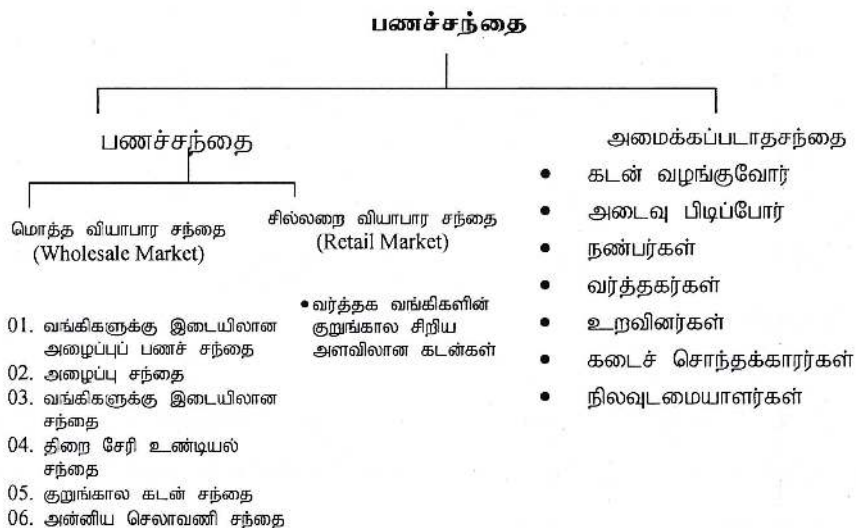 பணச்சந்தை
பணச்சந்தை
மொத்த வியாபார சந்தை
(Wholesale Market)
01. வங்கிகளுக்கு இடையிலான
அழைப்புப் பணச் சந்தை
02. அழைப்பு சந்தை
03. வங்கிகளுக்கு இடையிலான
சந்தை
04. திறை சேரி உண்டியல்
சந்தை
05. குறுங்கால கடன் சந்தை
06. அன்னிய செலாவணி சந்தை
சில்லறை வியாபார சந்தை
(Retail Market)
• வர்த்தக வங்கிகளின்
குறுங்கால சிறிய
அளவிலான கடன்கள்
அமைக்கப்படாதசந்தை
• கடன் வழங்குவோர்
• அடைவு பிடிப்போர்
• நண்பர்கள்
• வர்த்தகர்கள்
• உறவினர்கள்
• கடைச் சொந்தக்காரர்கள்
• நிலவுடமையாளர்கள்